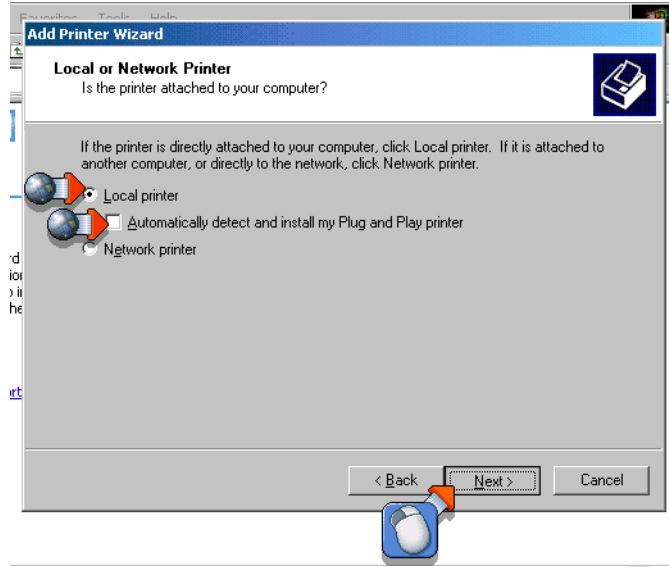 Favorites Tools Help
Add Printer Wizard
Local or Network Printer
Is the printer attached to your computer?
If the printer is directly attached to your computer, click Local printer. If it is attached to
another computer, or directly to the network, click Network printer.
Local printer
Automatically detect and install my Plug and Play printer
Network printer
< Back
Next >
Cancel